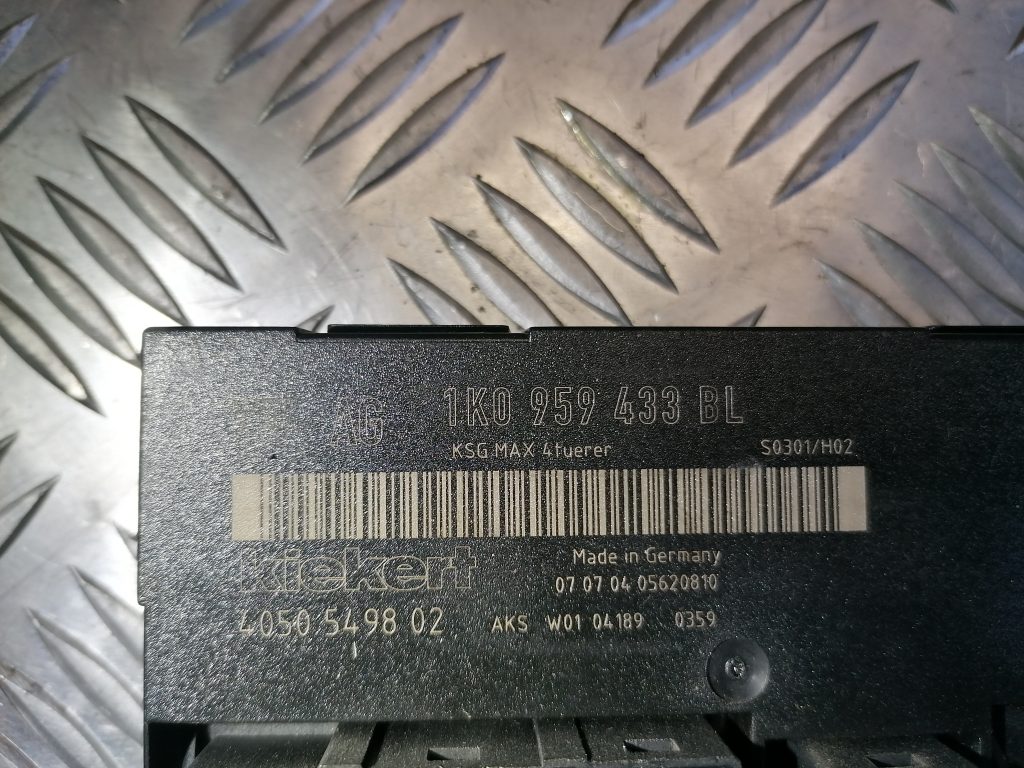 AG 1K0 959 433 BL
KSG MAX 4tuerer S0301/H02
kiekert Made in Germany
07 07 04 05620810
4050 5498 02 AKS W01 04189 0359